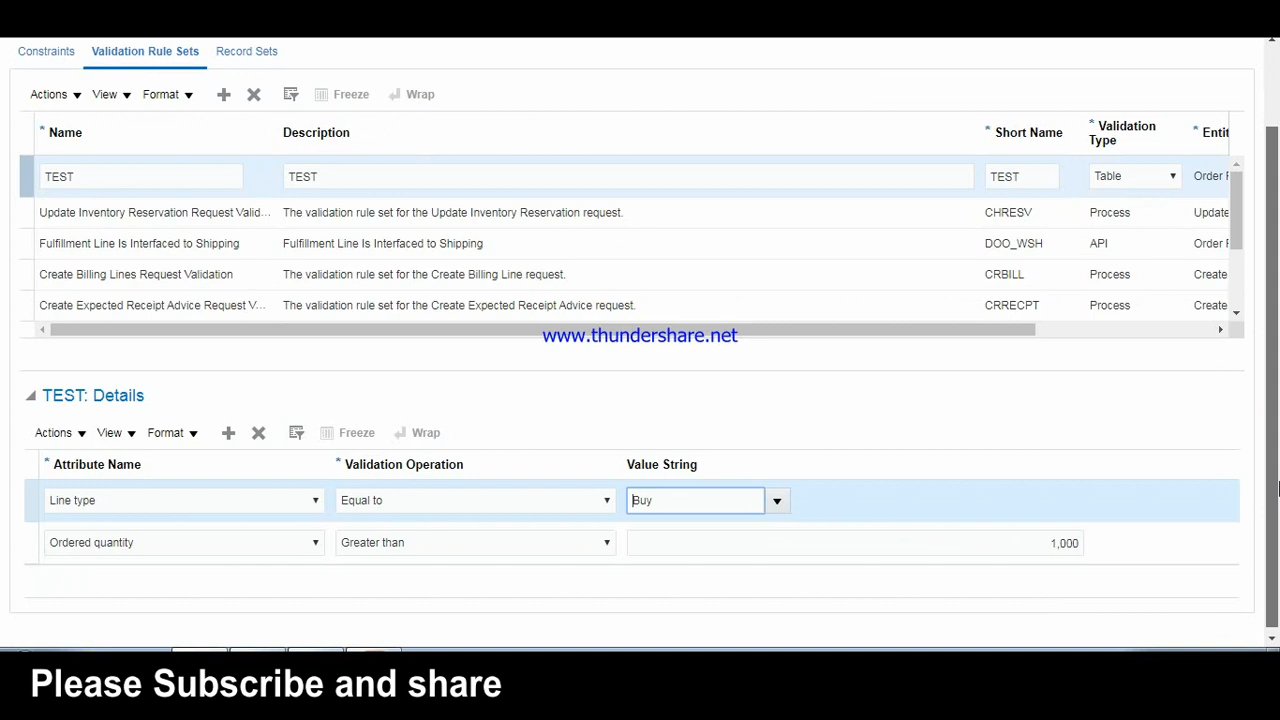 Constraints Validation Rule Sets Record Sets
Actions View Format Freeze Wrap
* Name Description * Short Name * Validation Type * Entit
TEST TEST TEST Table Order F
Update Inventory Reservation Request Valid... The validation rule set for the Update Inventory Reservation request. CHRESV Process Update
Fulfillment Line Is Interfaced to Shipping Fulfillment Line Is Interfaced to Shipping DOO_WSH API Order F
Create Billing Lines Request Validation The validation rule set for the Create Billing Line request. CRBILL Process Create
Create Expected Receipt Advice Request V... The validation rule set for the Create Expected Receipt Advice request. CRRECPT Process Create
www.thundershare.net
TEST: Details
Actions View Format Freeze Wrap
* Attribute Name * Validation Operation Value String
Line type Equal to Buy
Ordered quantity Greater than 1,000
Please Subscribe and share